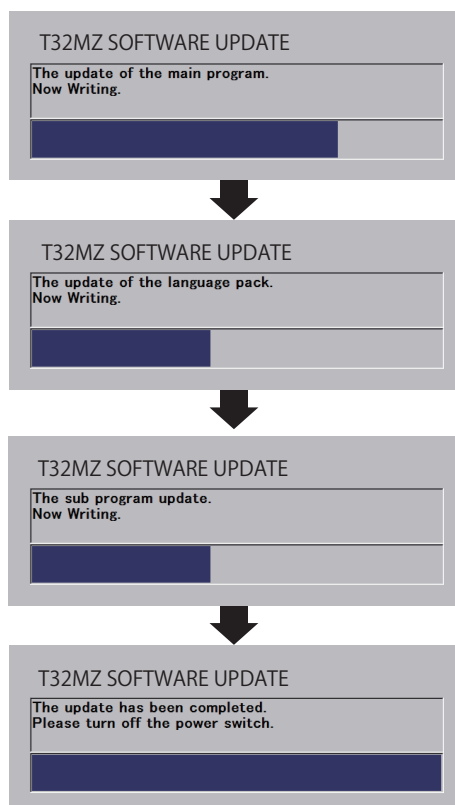 T32MZ SOFTWARE UPDATE
The update of the main program.
Now Writing.
T32MZ SOFTWARE UPDATE
The update of the language pack.
Now Writing.
T32MZ SOFTWARE UPDATE
The sub program update.
Now Writing.
T32MZ SOFTWARE UPDATE
The update has been completed.
Please turn off the power switch.